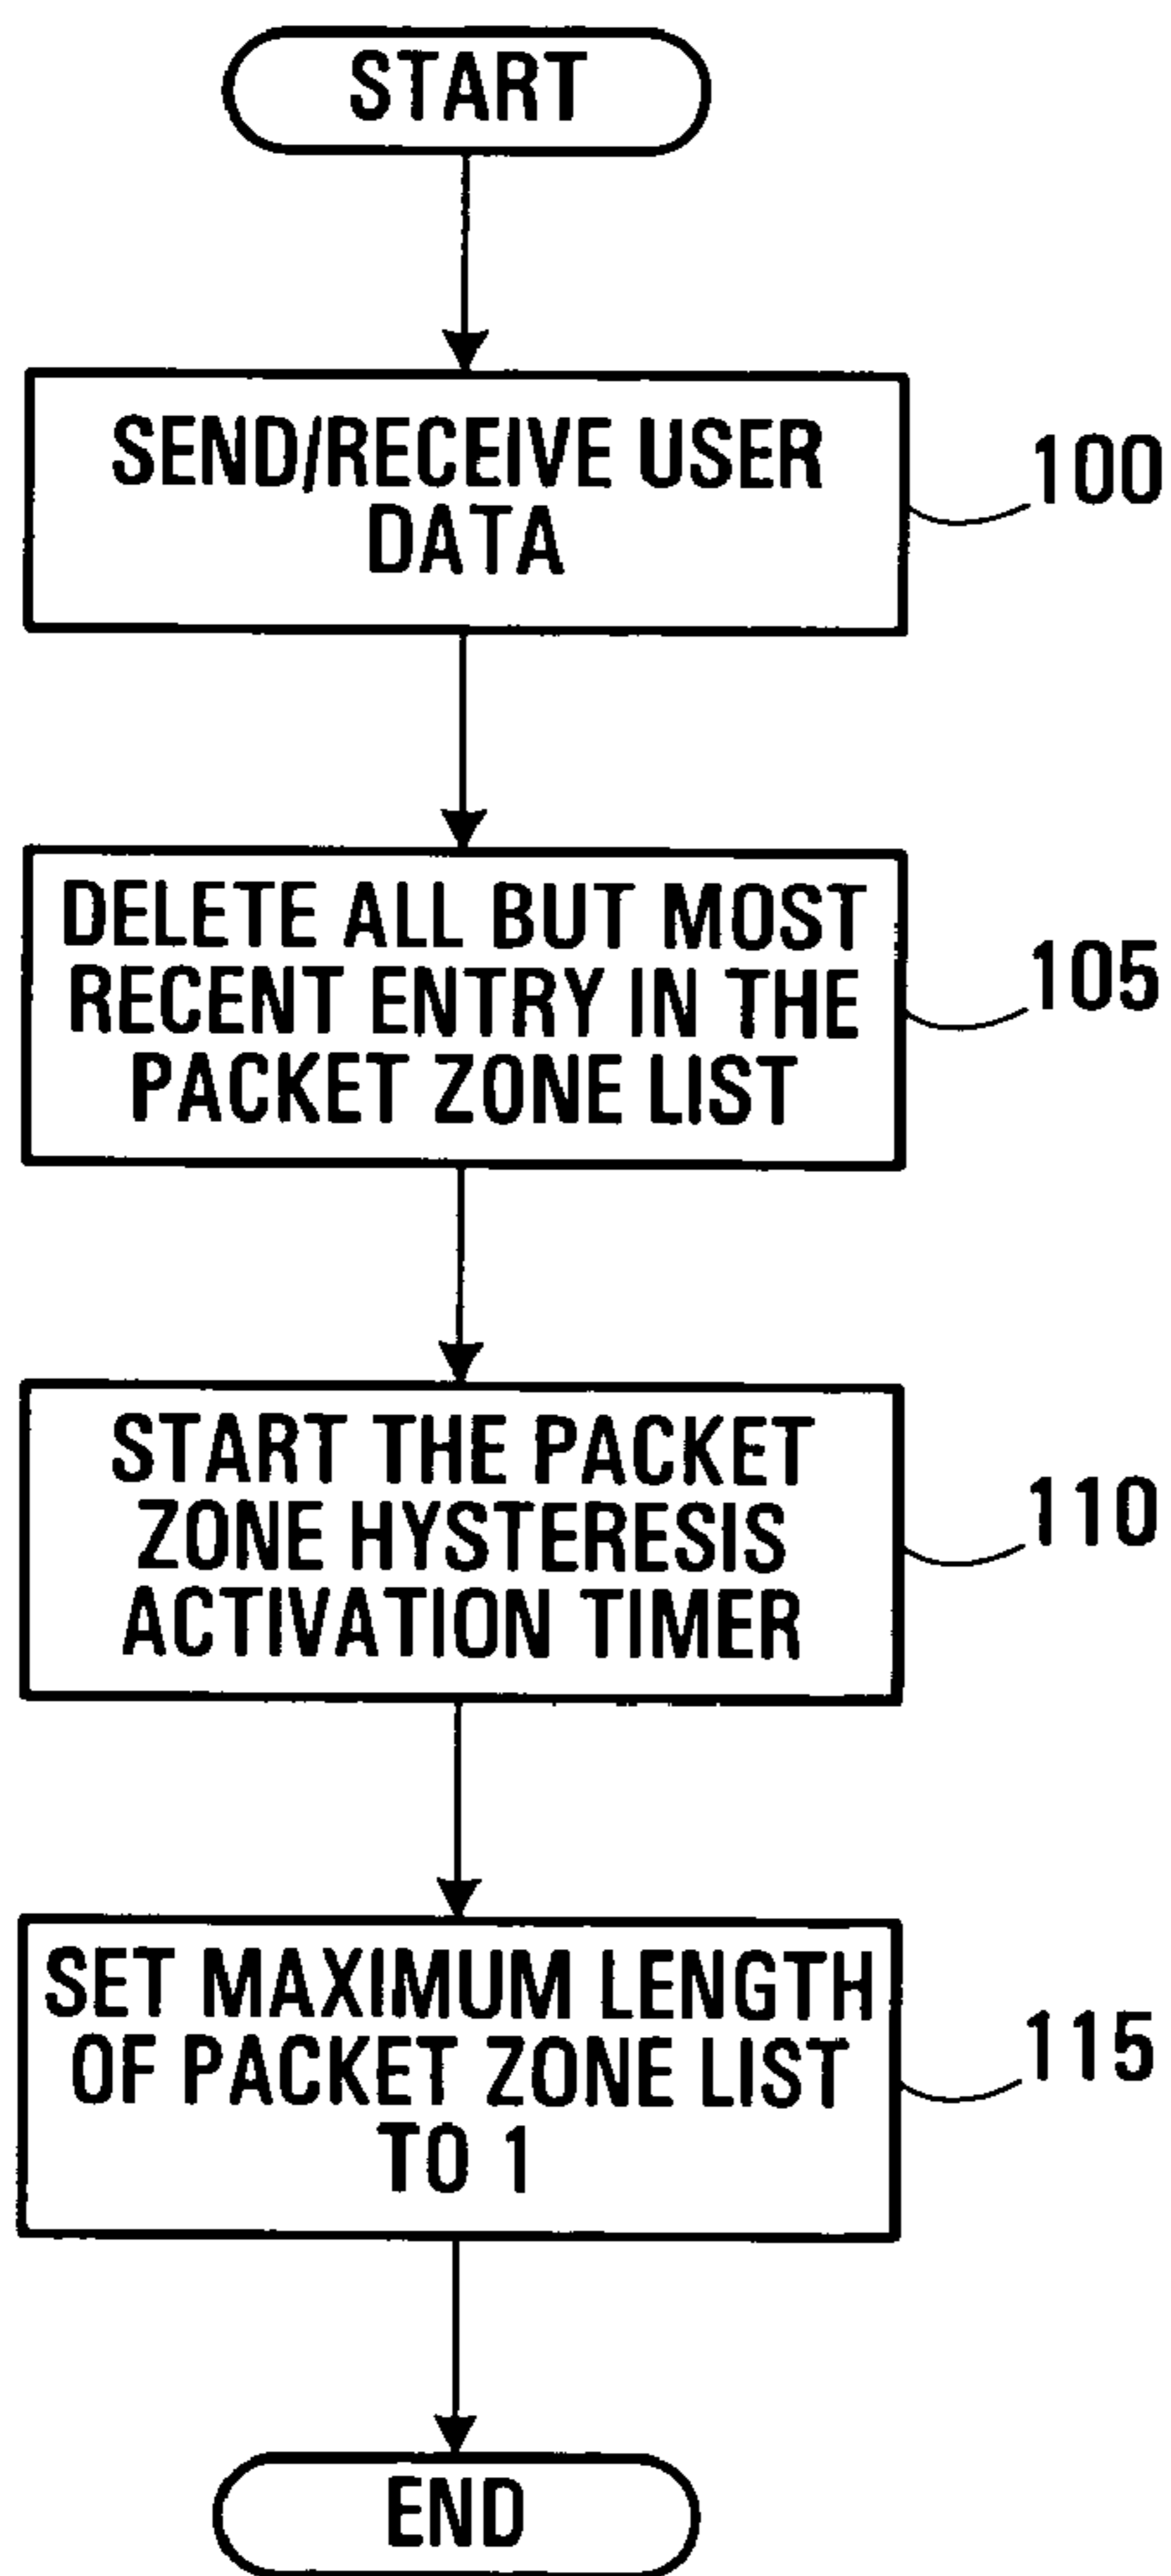 START
SEND/RECEIVE USER
DATA
100
DELETE ALL BUT MOST
RECENT ENTRY IN THE
PACKET ZONE LIST
105
START THE PACKET
ZONE HYSTERESIS
ACTIVATION TIMER
110
SET MAXIMUM LENGTH
OF PACKET ZONE LIST
TO 1
115
END